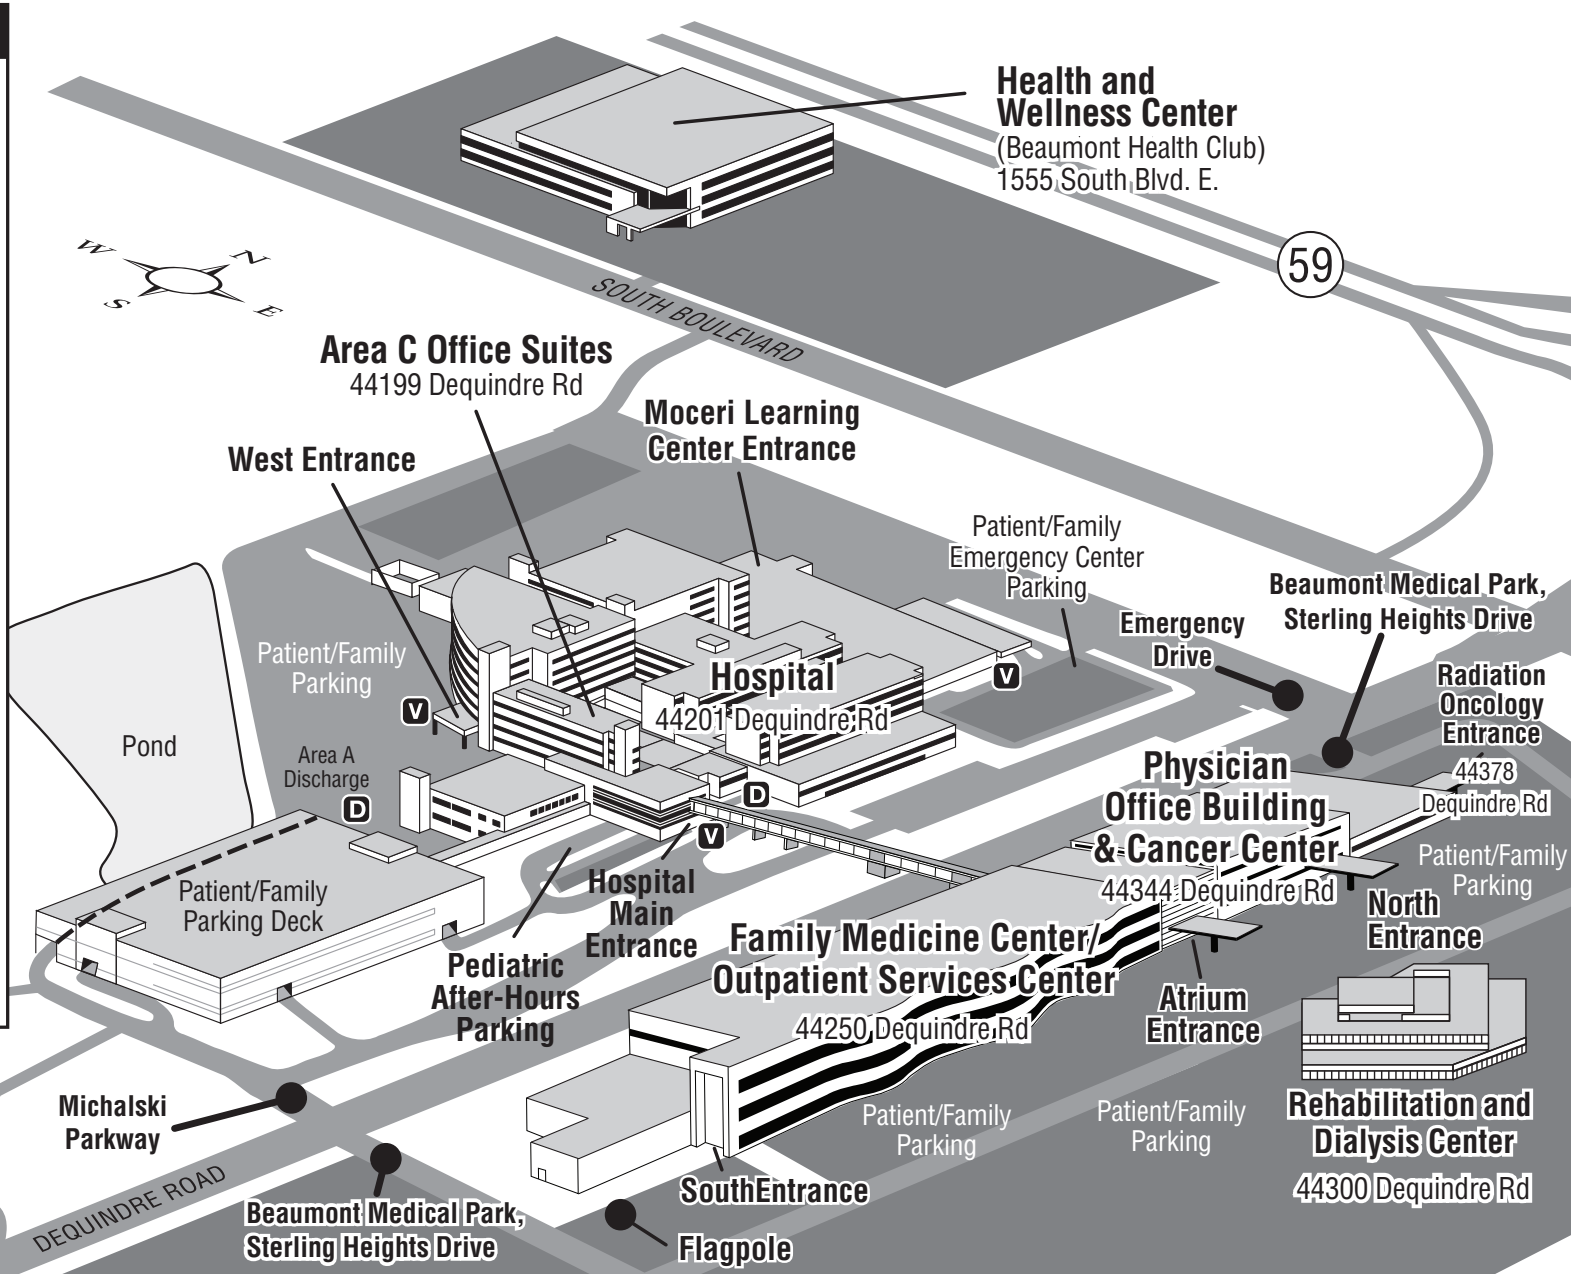 Health and
Wellness Center
(Beaumont Health Club)
1555 South Blvd. E.
59
W
N
S
E
SOUTH BOULEVARD
Area C Office Suites
44199 Dequindre Rd
Moceri Learning
Center Entrance
West Entrance
Patient/Family
Emergency Center
Parking
Beaumont Medical Park,
Sterling Heights Drive
Emergency
Drive
Patient/Family
Parking
Hospital
44201 Dequindre Rd
V
V
Radiation
Oncology
Entrance
44378
Dequindre Rd
Pond
Area A
Discharge
D
D
V
Physician
Office Building
& Cancer Center
44344 Dequindre Rd
Patient/Family
Parking
North
Entrance
Patient/Family
Parking Deck
Hospital
Main
Entrance
Pediatric
After-Hours
Parking
Family Medicine Center/
Outpatient Services Center
44250 Dequindre Rd
Atrium
Entrance
Michalski
Parkway
Patient/Family
Parking
Patient/Family
Parking
Rehabilitation and
Dialysis Center
44300 Dequindre Rd
DEQUINDRE ROAD
Beaumont Medical Park,
Sterling Heights Drive
SouthEntrance
Flagpole